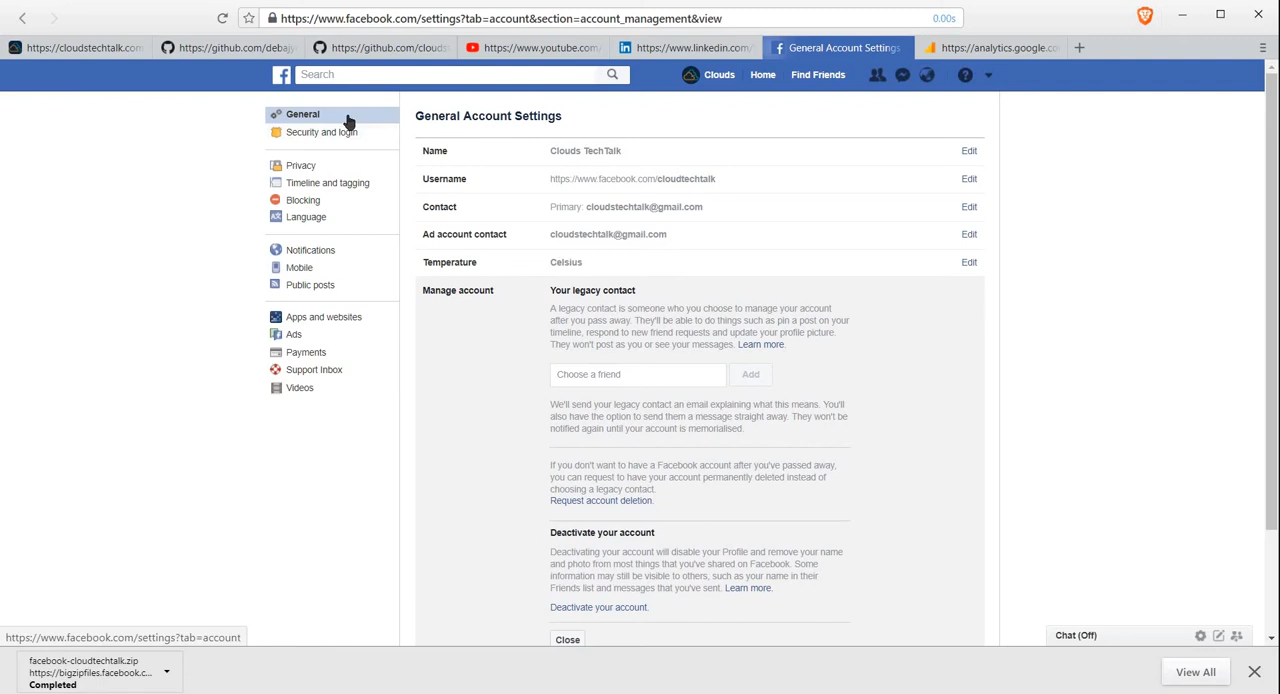 https://www.facebook.com/settings?tab=account&section=account_management&view
0.00s
https://cloudstechtalk.com
https://github.com/debajy
https://github.com/clouds
https://www.youtube.com/
https://www.linkedin.com/
General Account Settings
https://analytics.google.co
Search
Clouds
Home
Find Friends
General
Security and login
Privacy
Timeline and tagging
Blocking
Language
Notifications
Mobile
Public posts
Apps and websites
Ads
Payments
Support Inbox
Videos
General Account Settings
Name Clouds TechTalk Edit
Username https://www.facebook.com/cloudtechtalk Edit
Contact Primary: cloudstechtalk@gmail.com Edit
Ad account contact cloudstechtalk@gmail.com Edit
Temperature Celsius Edit
Manage account Your legacy contact
A legacy contact is someone who you choose to manage your account
after you pass away. They'll be able to do things such as pin a post on your
timeline, respond to new friend requests and update your profile picture.
They won't post as you or see your messages. Learn more.
Choose a friend Add
We'll send your legacy contact an email explaining what this means. You'll
also have the option to send them a message straight away. They won't be
notified again until your account is memorialised.
If you don't want to have a Facebook account after you've passed away,
you can request to have your account permanently deleted instead of
choosing a legacy contact.
Request account deletion.
Deactivate your account
Deactivating your account will disable your Profile and remove your name
and photo from most things that you've shared on Facebook. Some
information may still be visible to others, such as your name in their
Friends list and messages that you've sent. Learn more.
Deactivate your account.
Close
https://www.facebook.com/settings?tab=account
Chat (Off)
facebook-cloudtechtalk.zip
https://bigzipfiles.facebook.c...
Completed
View All